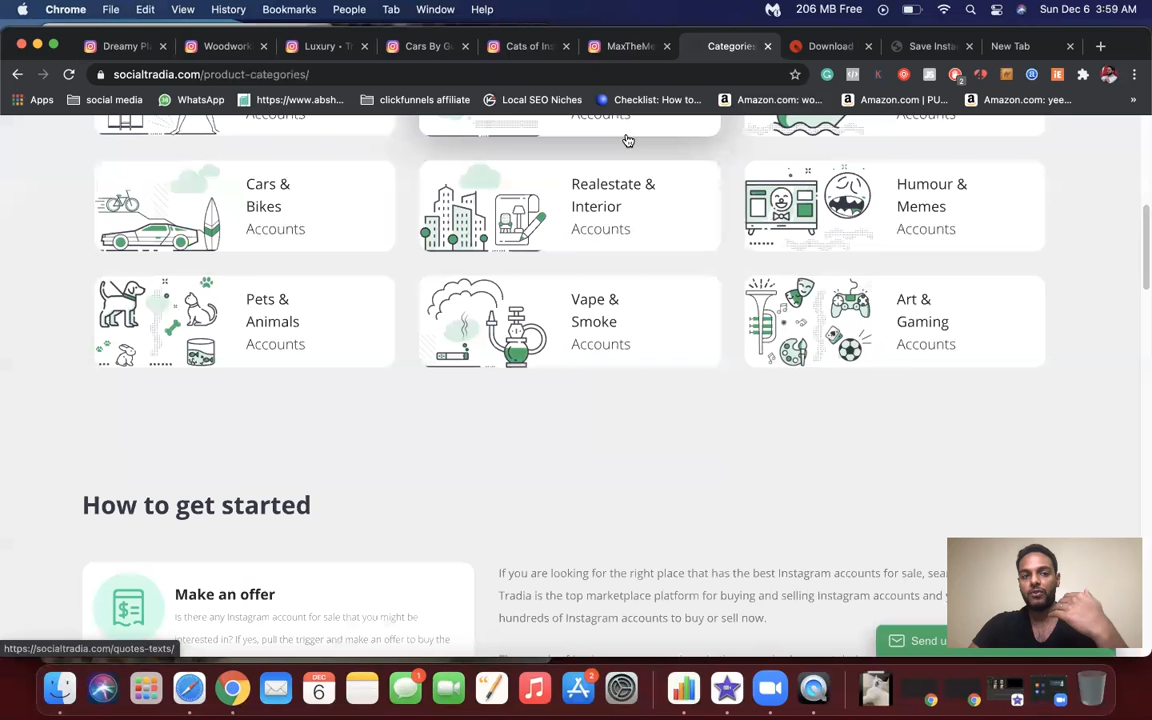 Chrome File Edit View History Bookmarks People Tab Window Help 206 MB Free Sun Dec 6 3:59 AM
Dreamy Woodwork Luxury • Cars By G Cats of In MaxTheMe Categories Download Save Insta New Tab
socialtradia.com/product-categories/
Apps social media WhatsApp https://www.absh... clickfunnels affiliate Local SEO Niches Checklist: How to... Amazon.com: wo... Amazon.com | PU... Amazon.com: yee...
Accounts Accounts Accounts
Cars &
Bikes
Accounts
Realestate &
Interior
Accounts
Humour &
Memes
Accounts
Pets &
Animals
Accounts
Vape &
Smoke
Accounts
Art &
Gaming
Accounts
How to get started
Make an offer
Is there any Instagram account for sale that you might be
interested in? If yes, pull the trigger and make an offer to buy the
If you are looking for the right place that has the best Instagram accounts for sale, sea
Tradia is the top marketplace platform for buying and selling Instagram accounts and y
hundreds of Instagram accounts to buy or sell now.
Send u
https://socialtradia.com/quotes-texts/
DEC
6
1
2